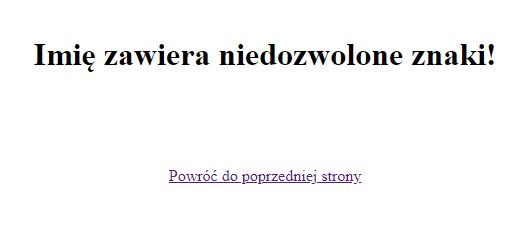 Imię zawiera niedozwolone znaki!
Powróć do poprzedniej strony